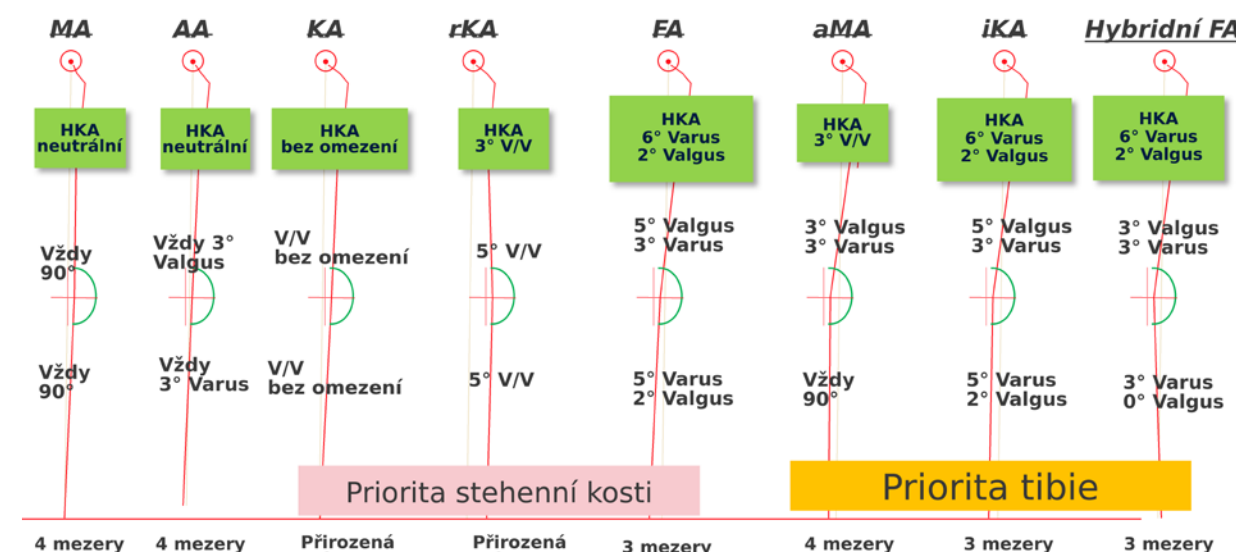 MA
AA
KA
rKA
FA
aMA
iKA
Hybridní FA
HKA
neutrální
HKA
neutrální
HKA
bez omezení
HKA
3° V/V
HKA
6° Varus
2° Valgus
HKA
3° V/V
HKA
6° Varus
2° Valgus
HKA
6° Varus
2° Valgus
Vždy
90°
Vždy 3°
Valgus
V/V
bez omezení
5° V/V
5° Valgus
3° Varus
3° Valgus
3° Varus
5° Valgus
3° Varus
3° Valgus
3° Varus
Vždy
90°
Vždy
3° Varus
V/V
bez omezení
5° V/V
5° Varus
2° Valgus
Vždy
90°
5° Varus
2° Valgus
3° Varus
0° Valgus
Priorita stehenní kosti
Priorita tibie
4 mezery
4 mezery
Přirozená
Přirozená
3 mezery
4 mezery
3 mezery
3 mezery